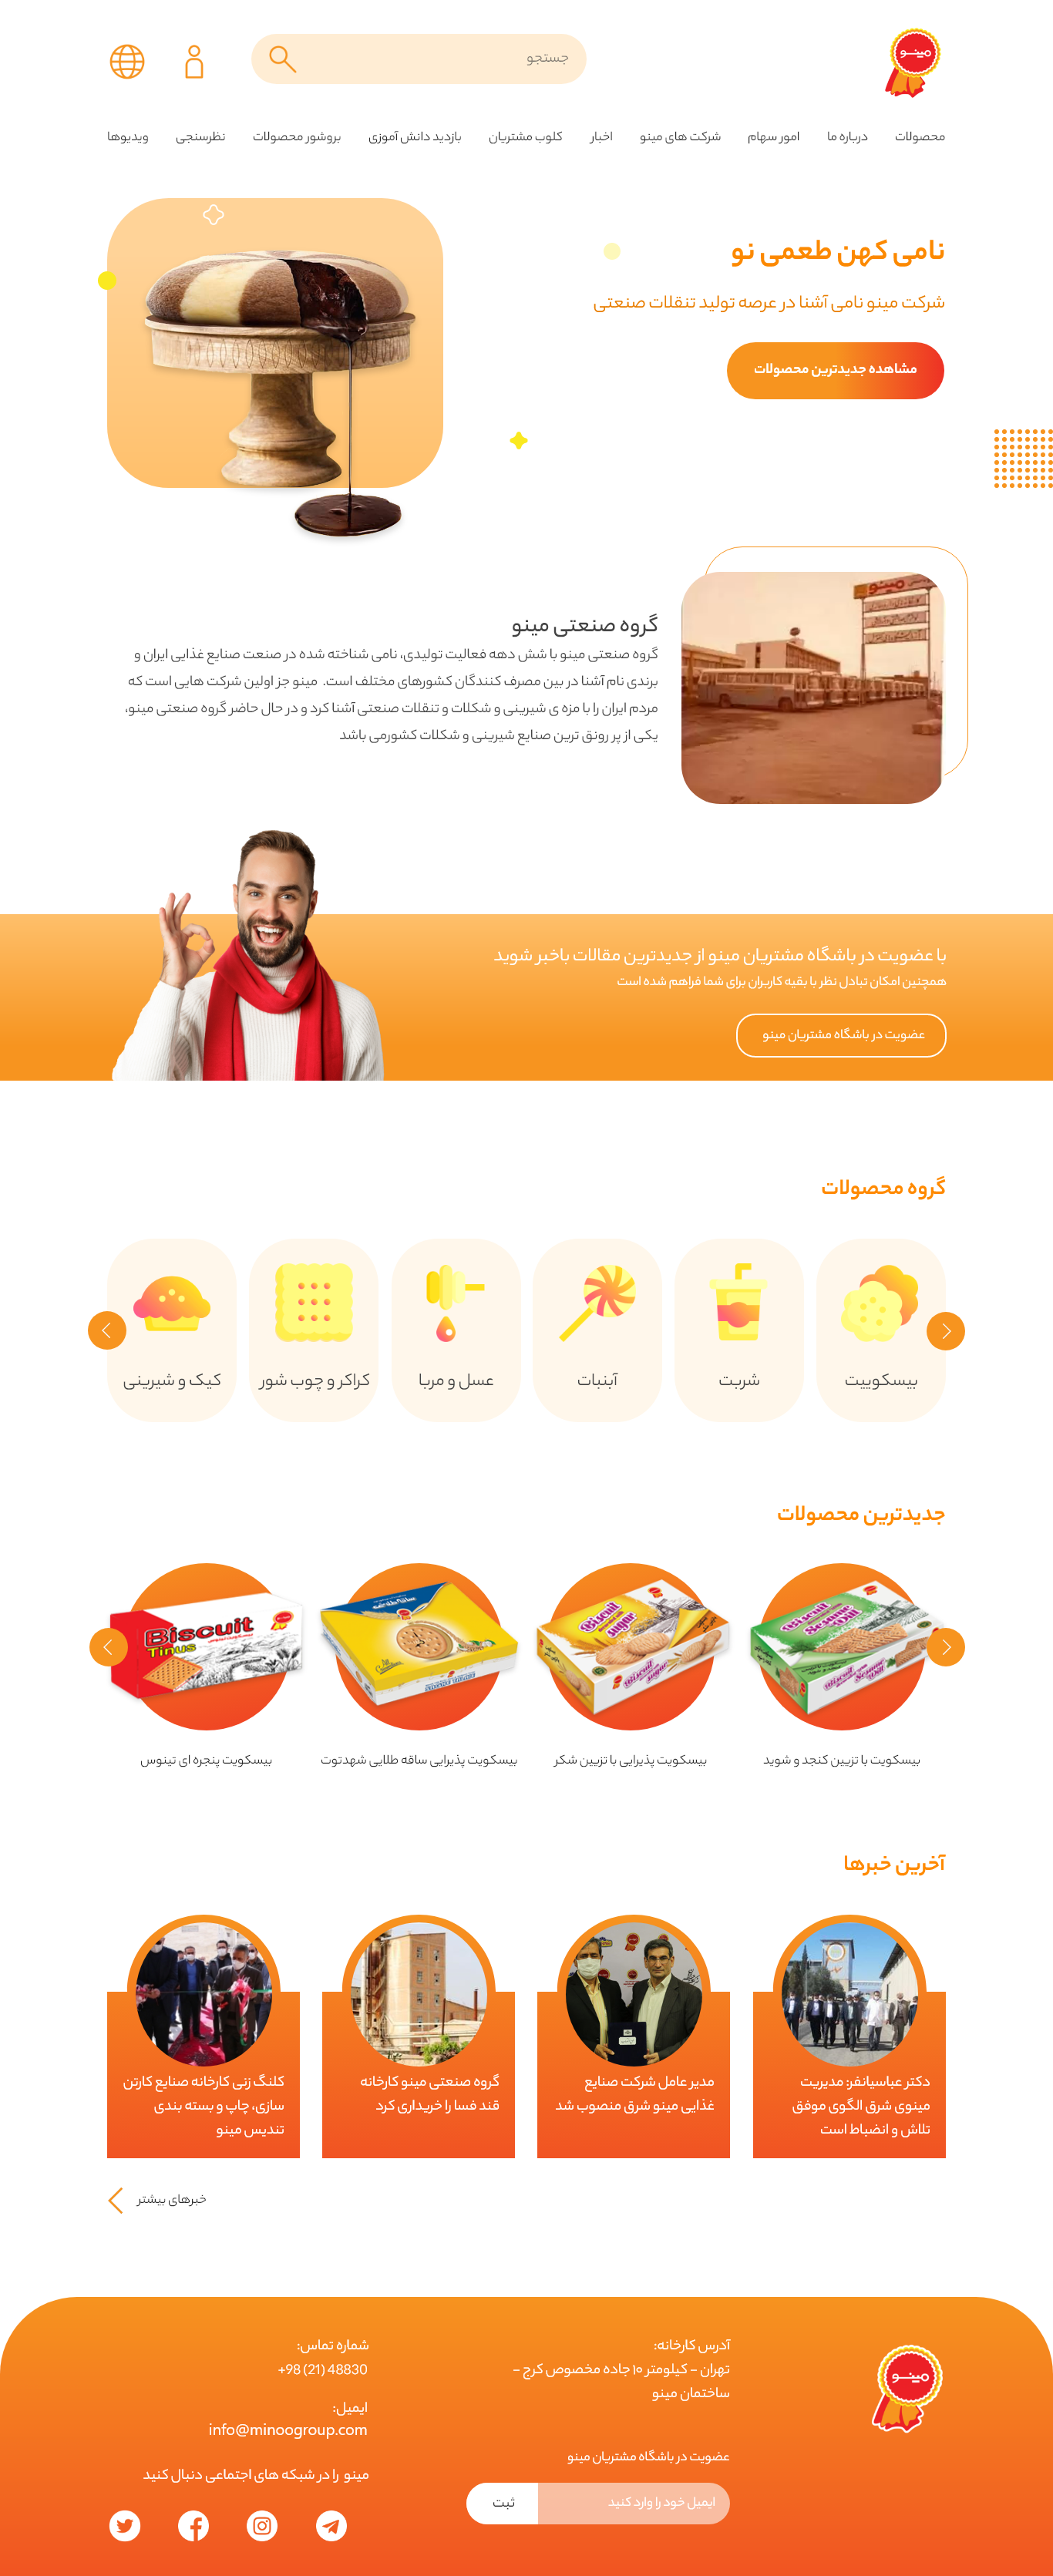 مینو
جستجو
محصولات
درباره ما
امور سهام
شرکت های مینو
اخبار
کلوب مشتریان
بازدید دانش آموزی
بروشور محصولات
نظرسنجی
ویدیوها
نامی کهن طعمی نو
شرکت مینو نامی آشنا در عرصه تولید تنقلات صنعتی
مشاهده جدیدترین محصولات
مینو
گروه صنعتی مینو
گروه صنعتی مینو با شش دهه فعالیت تولیدی، نامی شناخته شده در صنعت صنایع غذایی ایران و
برندی نام آشنا در بین مصرف کنندگان کشورهای مختلف است. مینو جز اولین شرکت هایی است که
مردم ایران را با مزه ی شیرینی و شکلات و تنقلات صنعتی آشنا کرد و در حال حاضر گروه صنعتی مینو،
یکی از پر رونق ترین صنایع شیرینی و شکلات کشورمی باشد
با عضویت در باشگاه مشتریان مینو از جدیدترین مقالات باخبر شوید
همچنین امکان تبادل نظر با بقیه کاربران برای شما فراهم شده است
عضویت در باشگاه مشتریان مینو
گروه محصولات
بیسکوییت
شربت
آبنبات
عسل و مربا
کراکر و چوب شور
کیک و شیرینی
جدیدترین محصولات
Biscuit
Sesame
Dill
Biscuit
sugar
Biscuit
Tinus
بیسکویت با تزیین کنجد و شوید
بیسکویت پذیرایی با تزیین شکر
بیسکویت پذیرایی ساقه طلایی شهدتوت
بیسکویت پنجره ای تینوس
آخرین خبرها
دکتر عباسیانفر: مدیریت
مینوی شرق الگوی موفق
تلاش و انضباط است
مدیر عامل شرکت صنایع
غذایی مینو شرق منصوب شد
گروه صنعتی مینو کارخانه
قند فسا را خریداری کرد
کلنگ زنی کارخانه صنایع کارتن
سازی، چاپ و بسته بندی
تندیس مینو
خبرهای بیشتر
مینو
آدرس کارخانه:
تهران - کیلومتر ۱۰ جاده مخصوص کرج -
ساختمان مینو
عضویت در باشگاه مشتریان مینو
ایمیل خود را وارد کنید
ثبت
شماره تماس:
+98 (21) 48830
ایمیل:
info@minoogroup.com
مینو را در شبکه های اجتماعی دنبال کنید